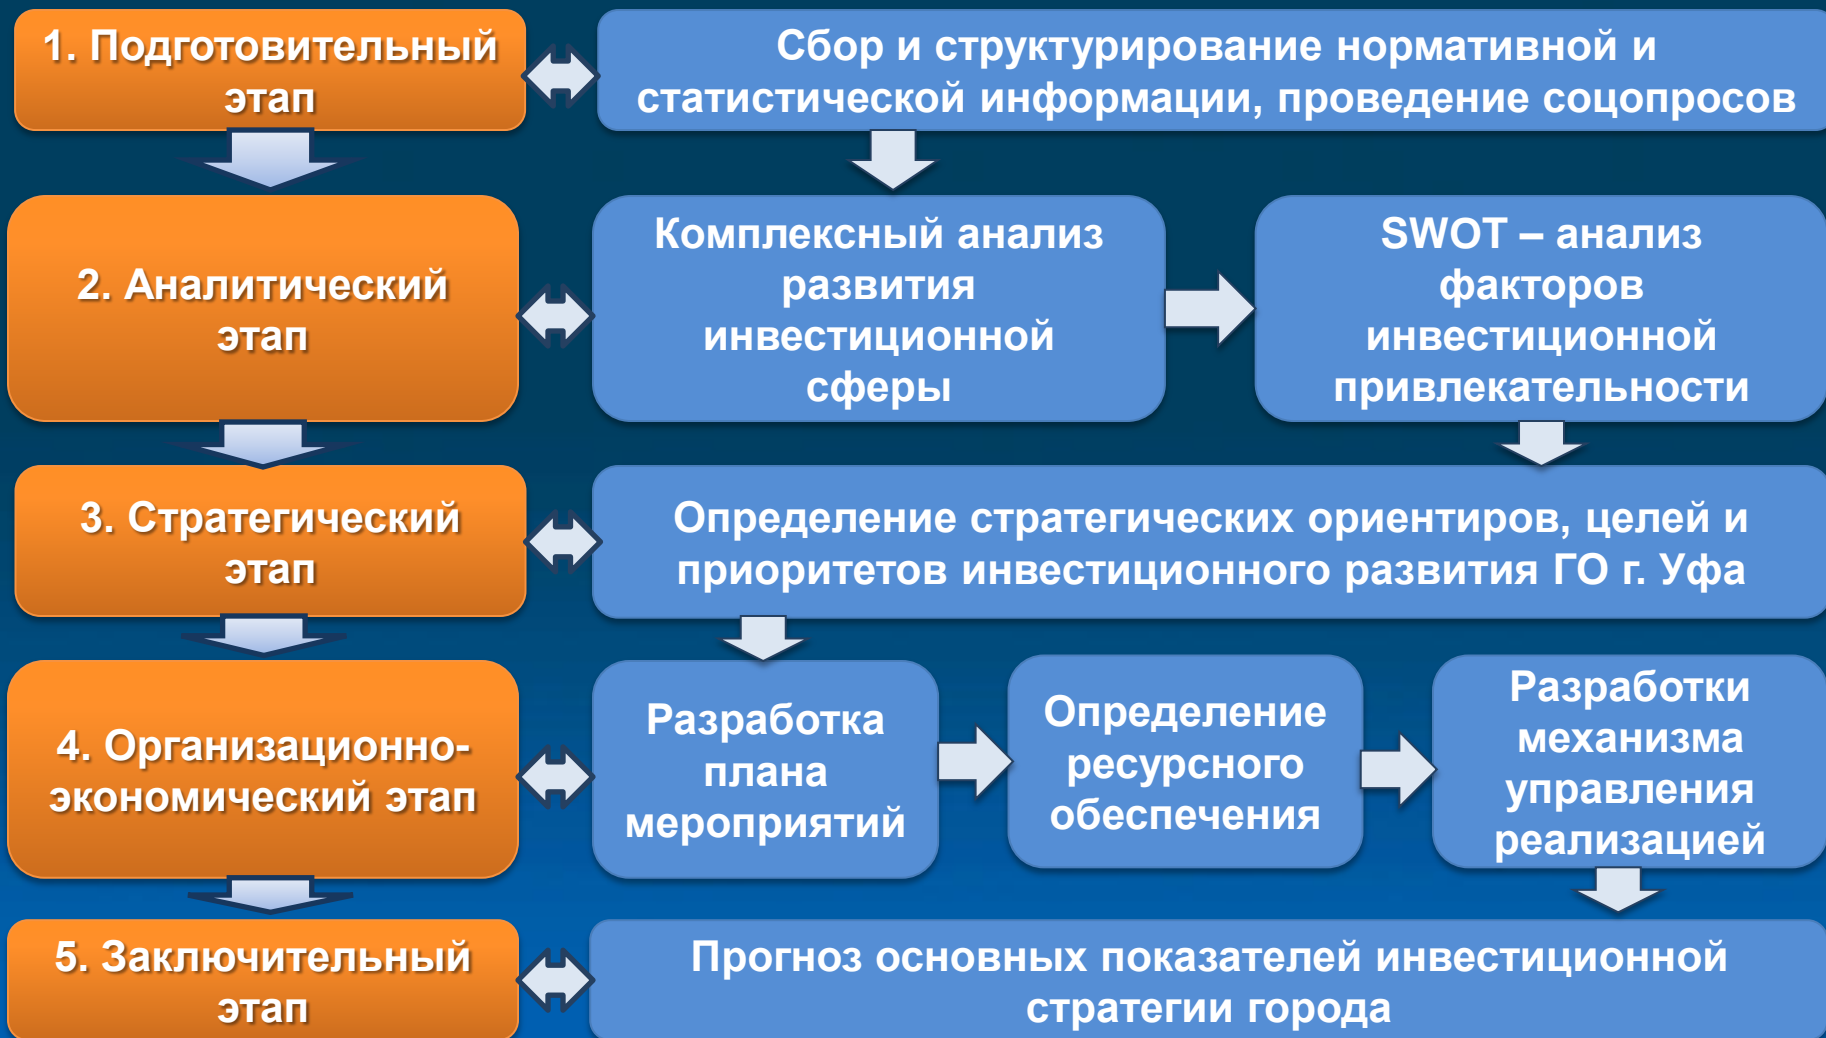 1. Подготовительный
этап
Сбор и структурирование нормативной и
статистической информации, проведение соцопросов
2. Аналитический
этап
Комплексный анализ
развития
инвестиционной
сферы
SWOT – анализ
факторов
инвестиционной
привлекательности
3. Стратегический
этап
Определение стратегических ориентиров, целей и
приоритетов инвестиционного развития ГО г. Уфа
4. Организационно-
экономический этап
Разработка
плана
мероприятий
Определение
ресурсного
обеспечения
Разработки
механизма
управления
реализацией
5. Заключительный
этап
Прогноз основных показателей инвестиционной
стратегии города